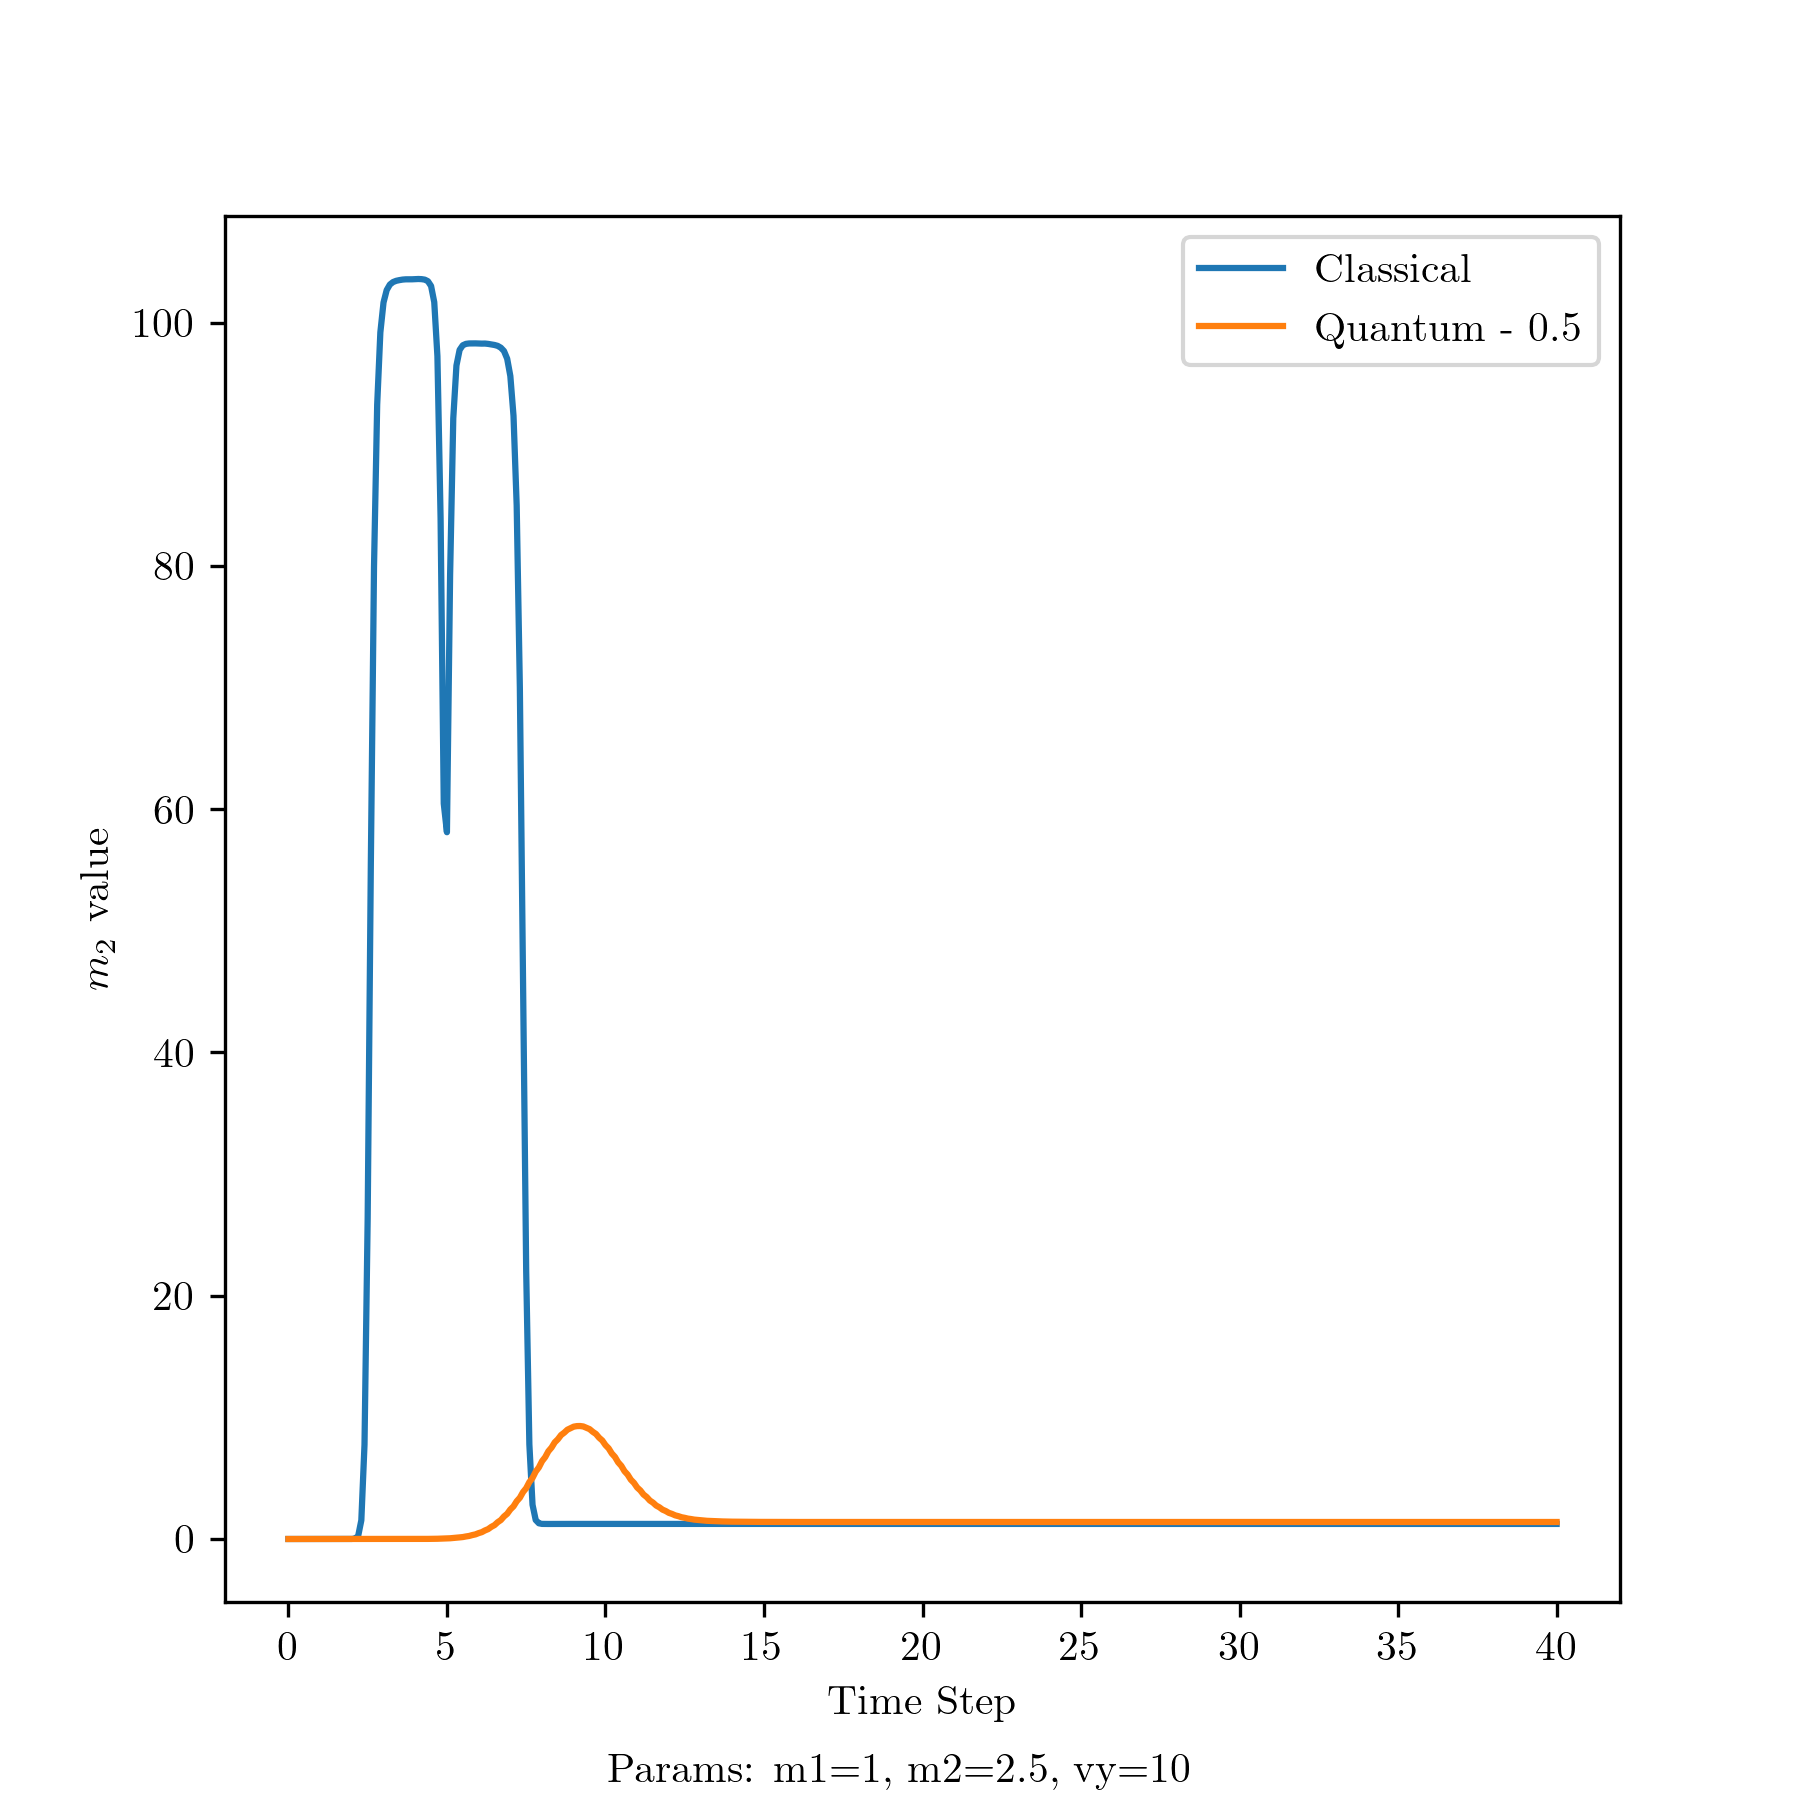 Classical
Quantum - 0.5
100
80
60
40
20
0
m₂ value
0 5 10 15 20 25 30 35 40
Time Step
Params: m1=1, m2=2.5, vy=10